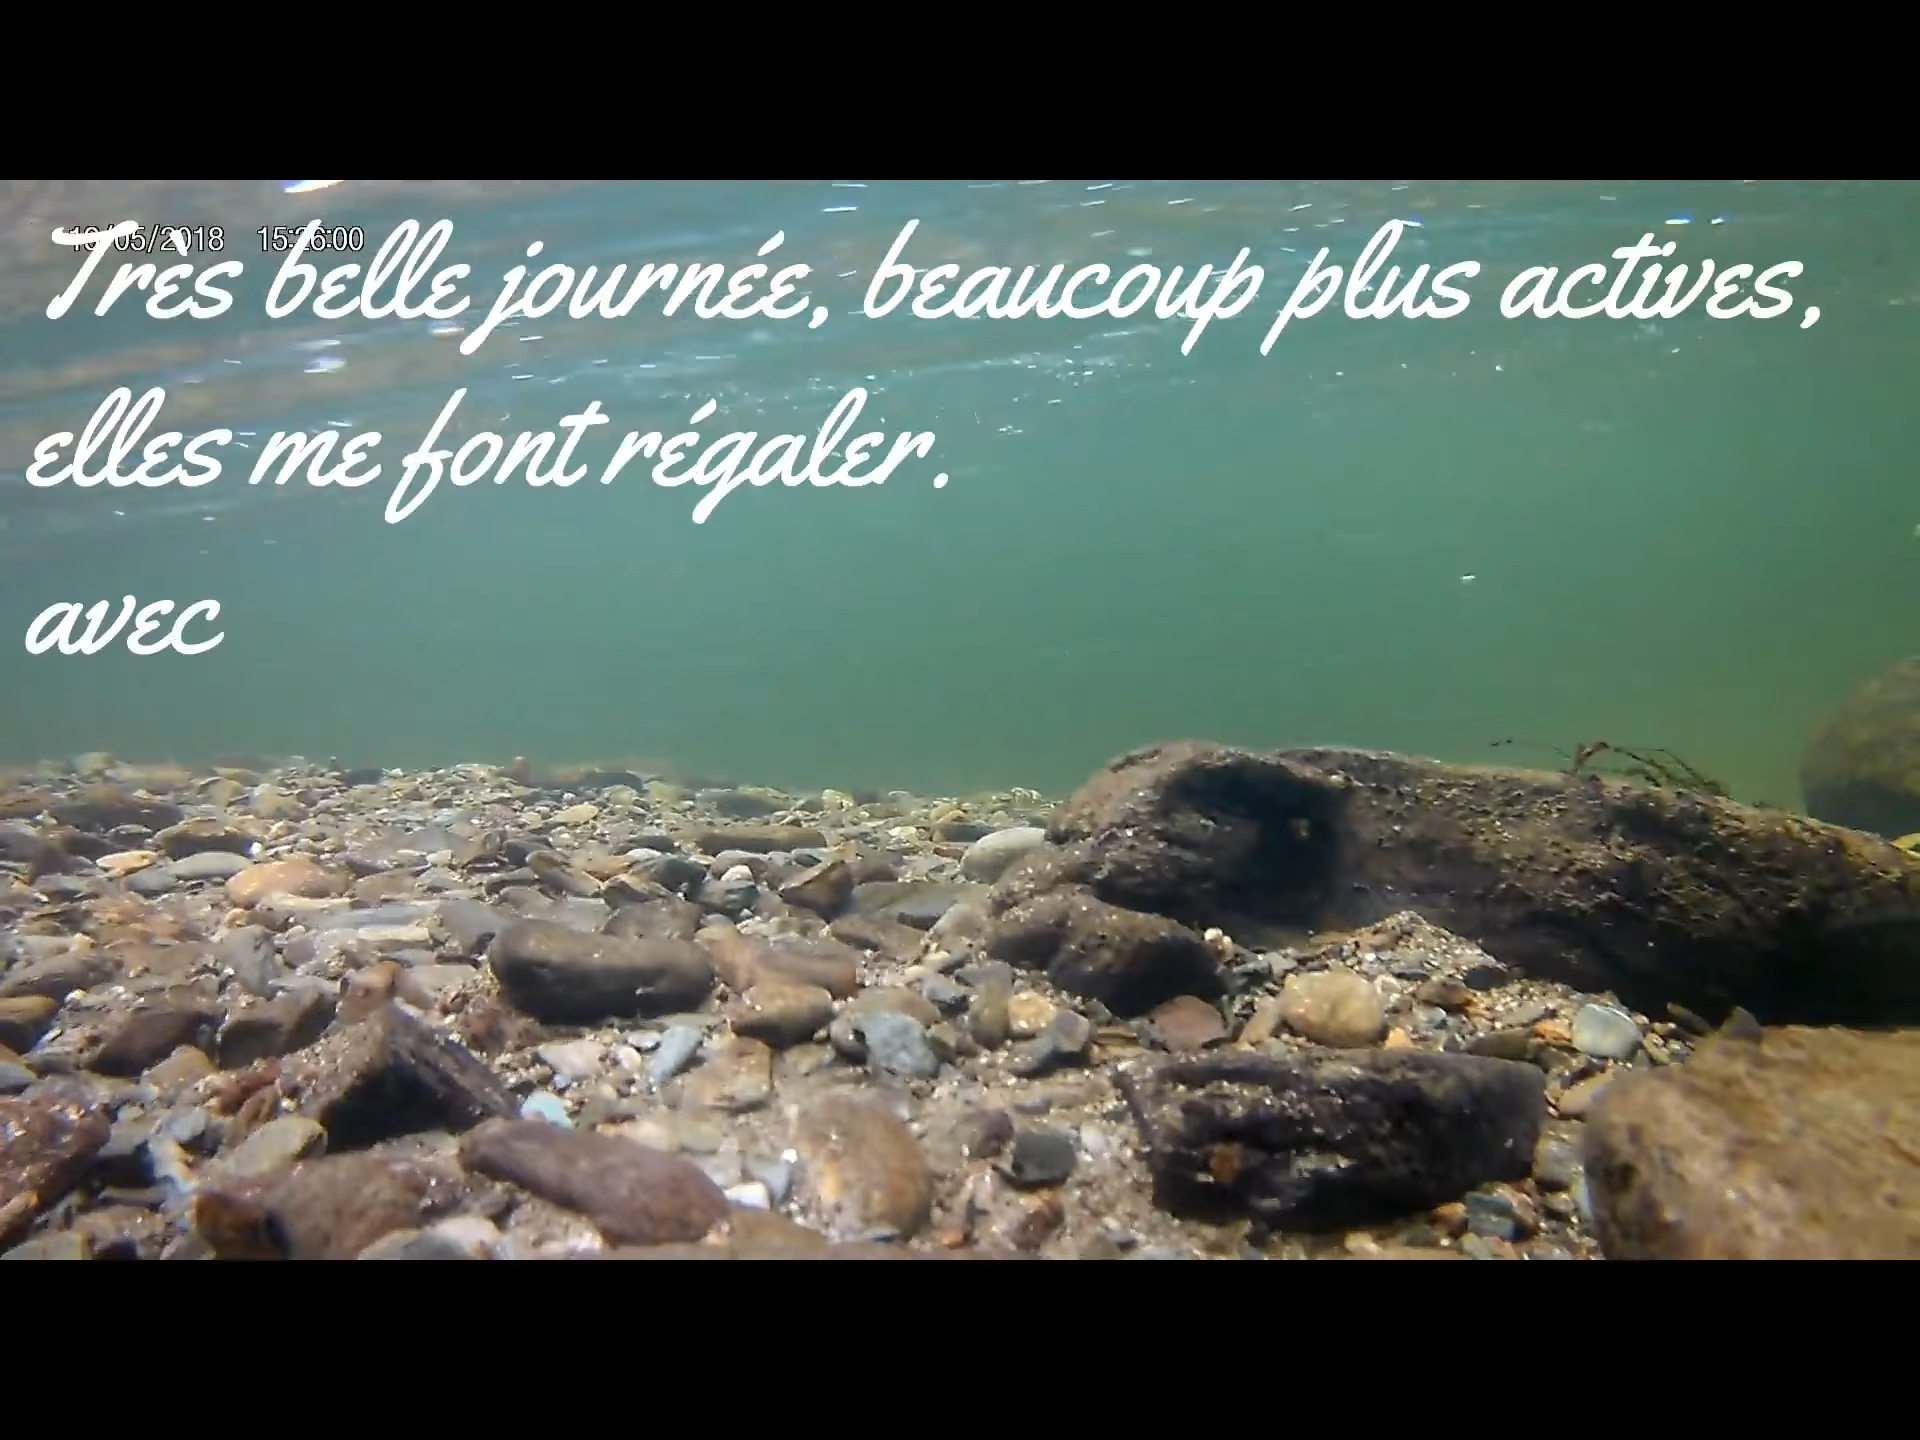 Très belle journée, beaucoup plus actives,
elles me font régaler.
avec